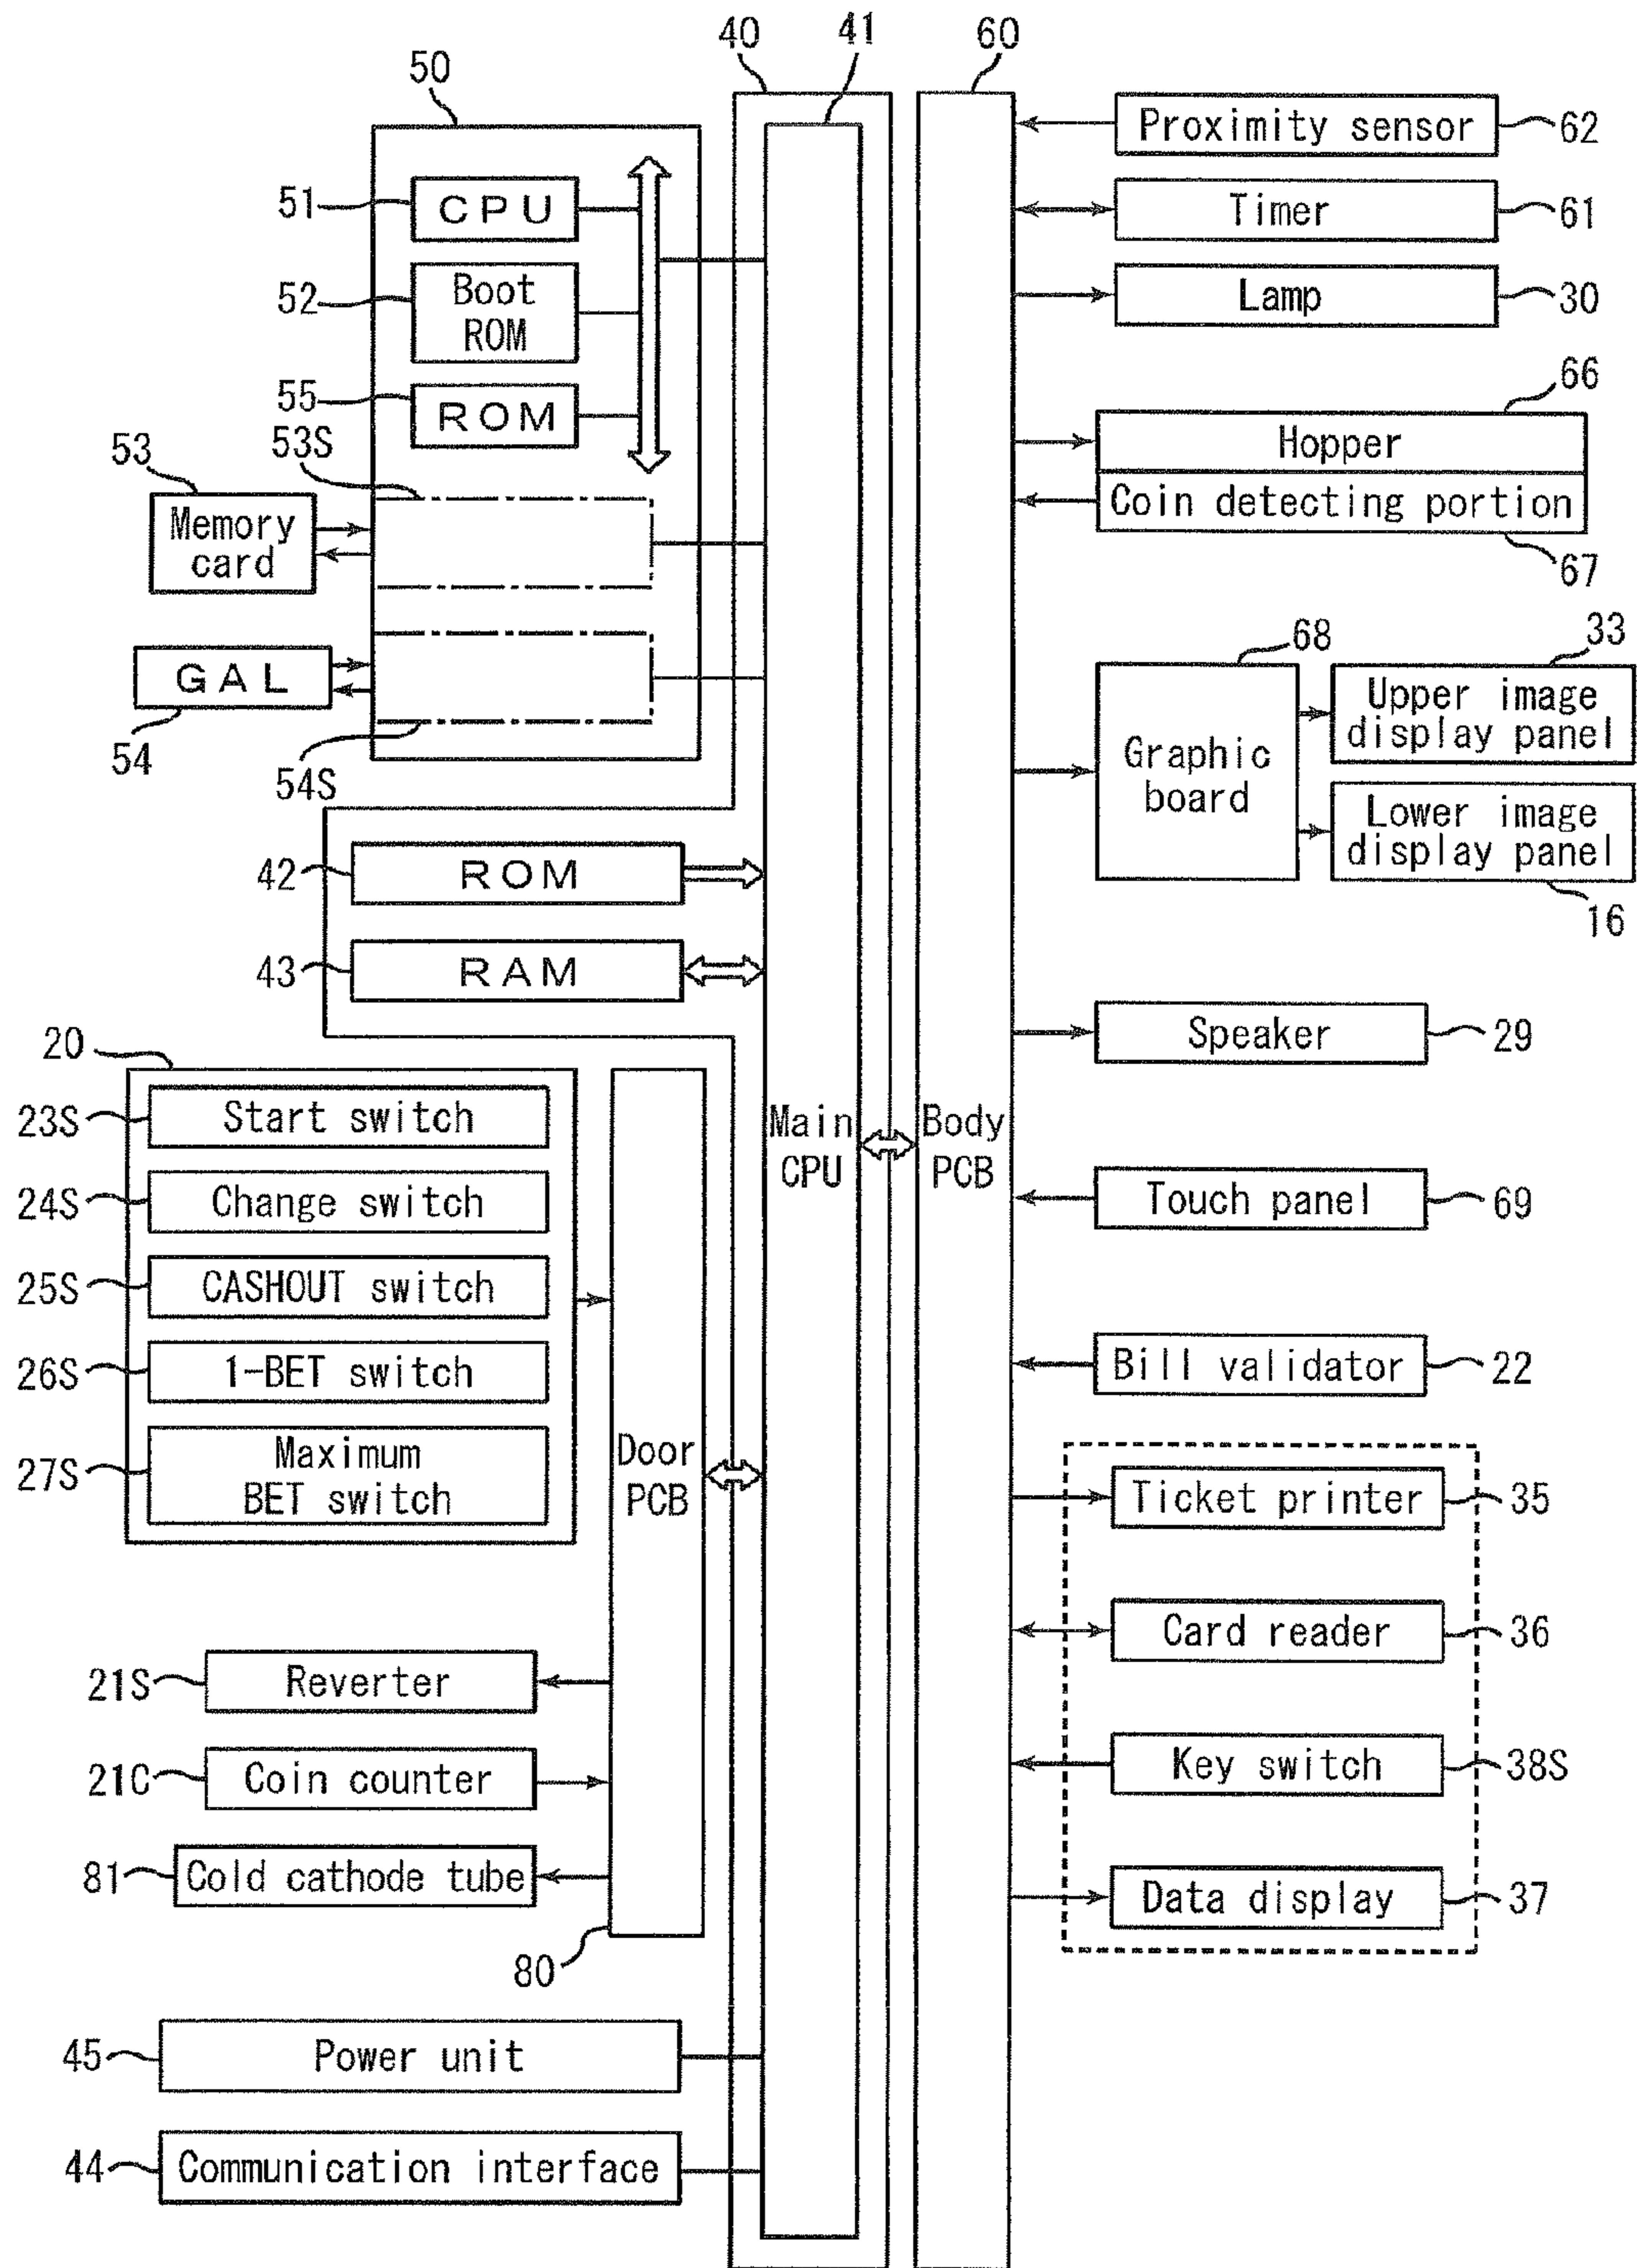 40
41
60
50
Proximity sensor
62
51
CPU
Timer
61
52
Boot
ROM
Lamp
30
55
ROM
53S
66
Hopper
53
Memory
card
Coin detecting portion
67
68
33
GAL
54
54S
Graphic
board
Upper image
display panel
Lower image
display panel
16
42
ROM
43
RAM
20
Speaker
29
23S
Start switch
Main
CPU
Body
PCB
24S
Change switch
Touch panel
69
25S
CASHOUT switch
26S
1-BET switch
Bill validator
22
27S
Maximum
BET switch
Door
PCB
Ticket printer
35
21S
Reverter
Card reader
36
21C
Coin counter
Key switch
38S
81
Cold cathode tube
Data display
37
80
45
Power unit
44
Communication interface